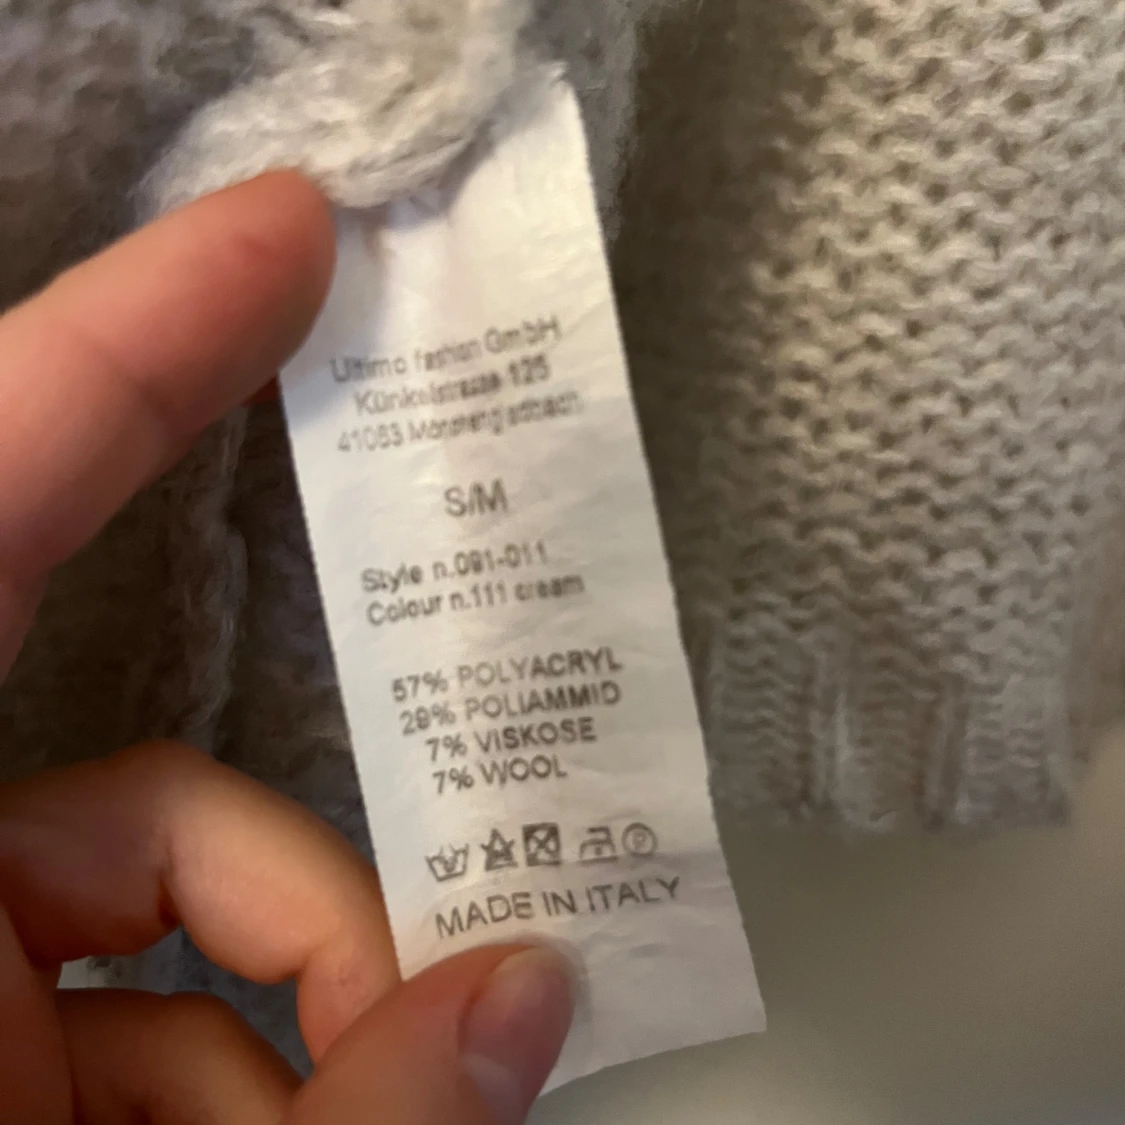 Ultimo fashion GmbH
Künkelstrasse 125
41063 Mönchengladbach
S/M
Style n.091-011
Colour n.111 cream
57% POLYACRYL
29% POLIAMMID
7% VISKOSE
7% WOOL
P
MADE IN ITALY